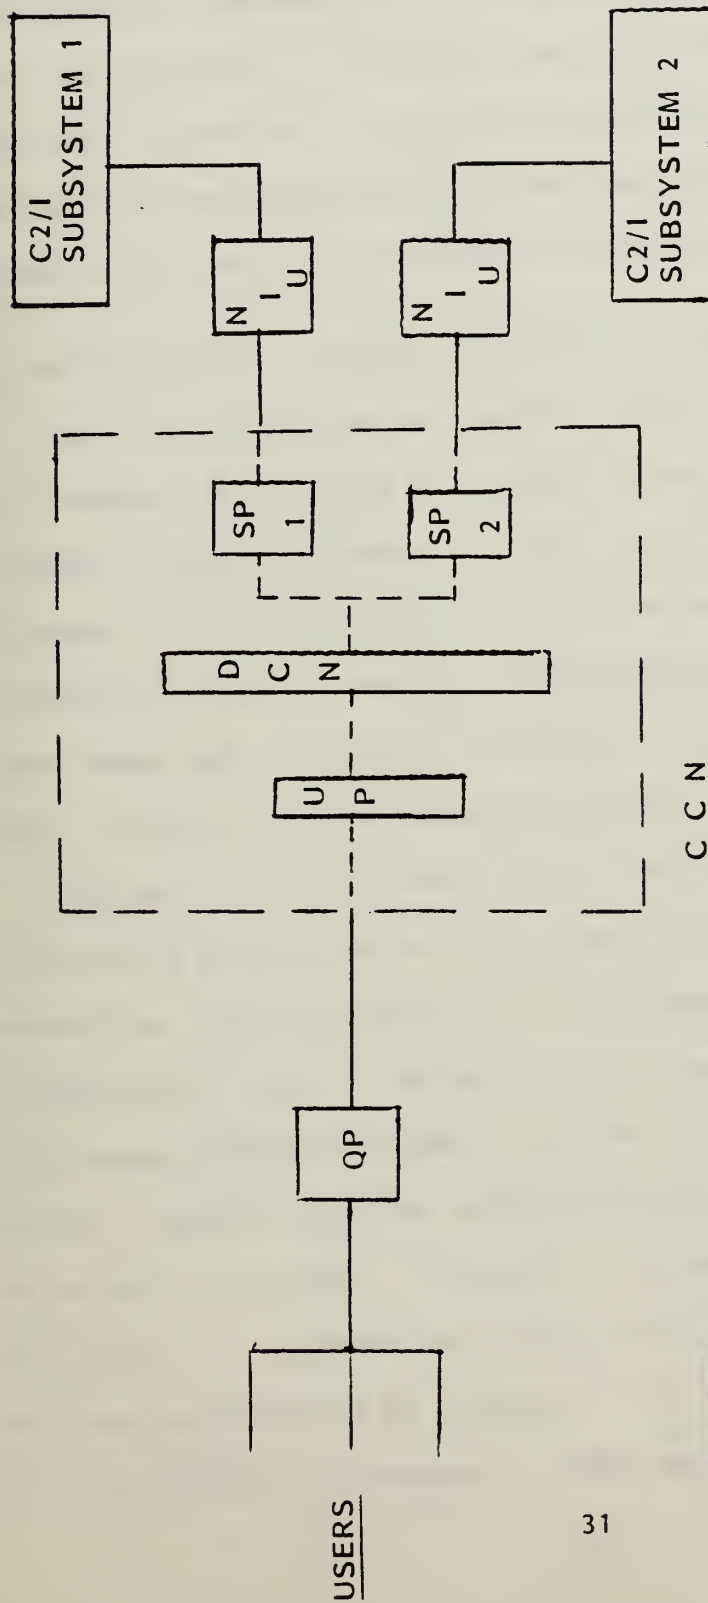 USERS
QP
U
P
D
C
N
SP
1
SP
2
C C N
N
I
U
N
I
U
C2/I
SUBSYSTEM 1
C2/I
SUBSYSTEM 2
31